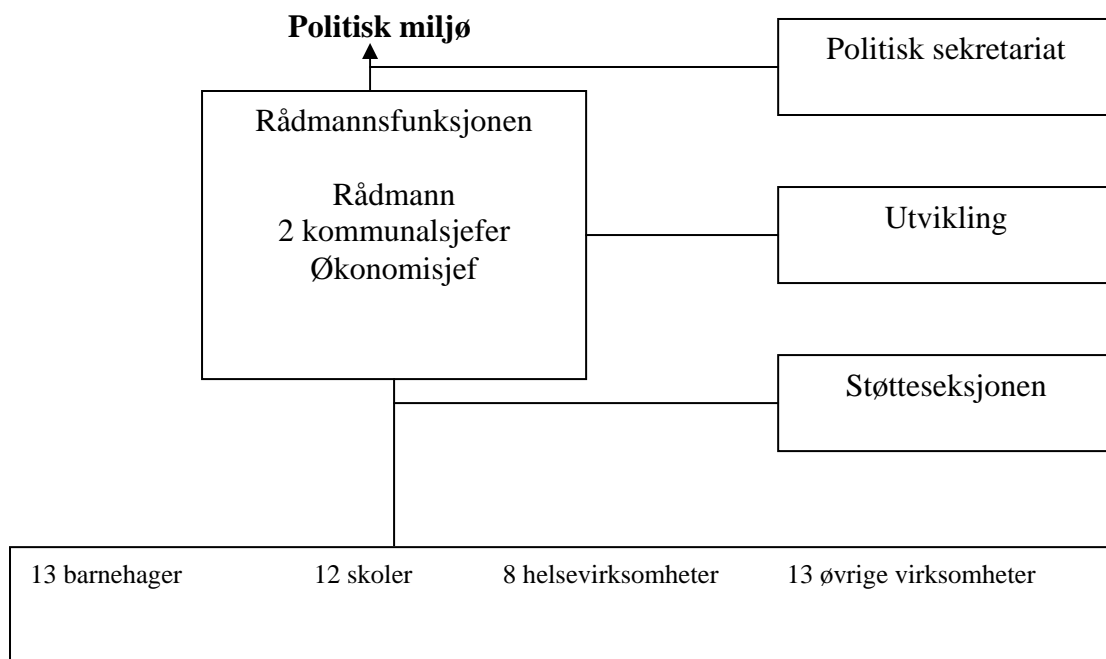 Politisk miljø
Politisk sekretariat
Rådmannsfunksjonen
Rådmann
2 kommunalsjefer
Økonomisjef
Utvikling
Støtteseksjonen
13 barnehager 12 skoler 8 helsevirksomheter 13 øvrige virksomheter